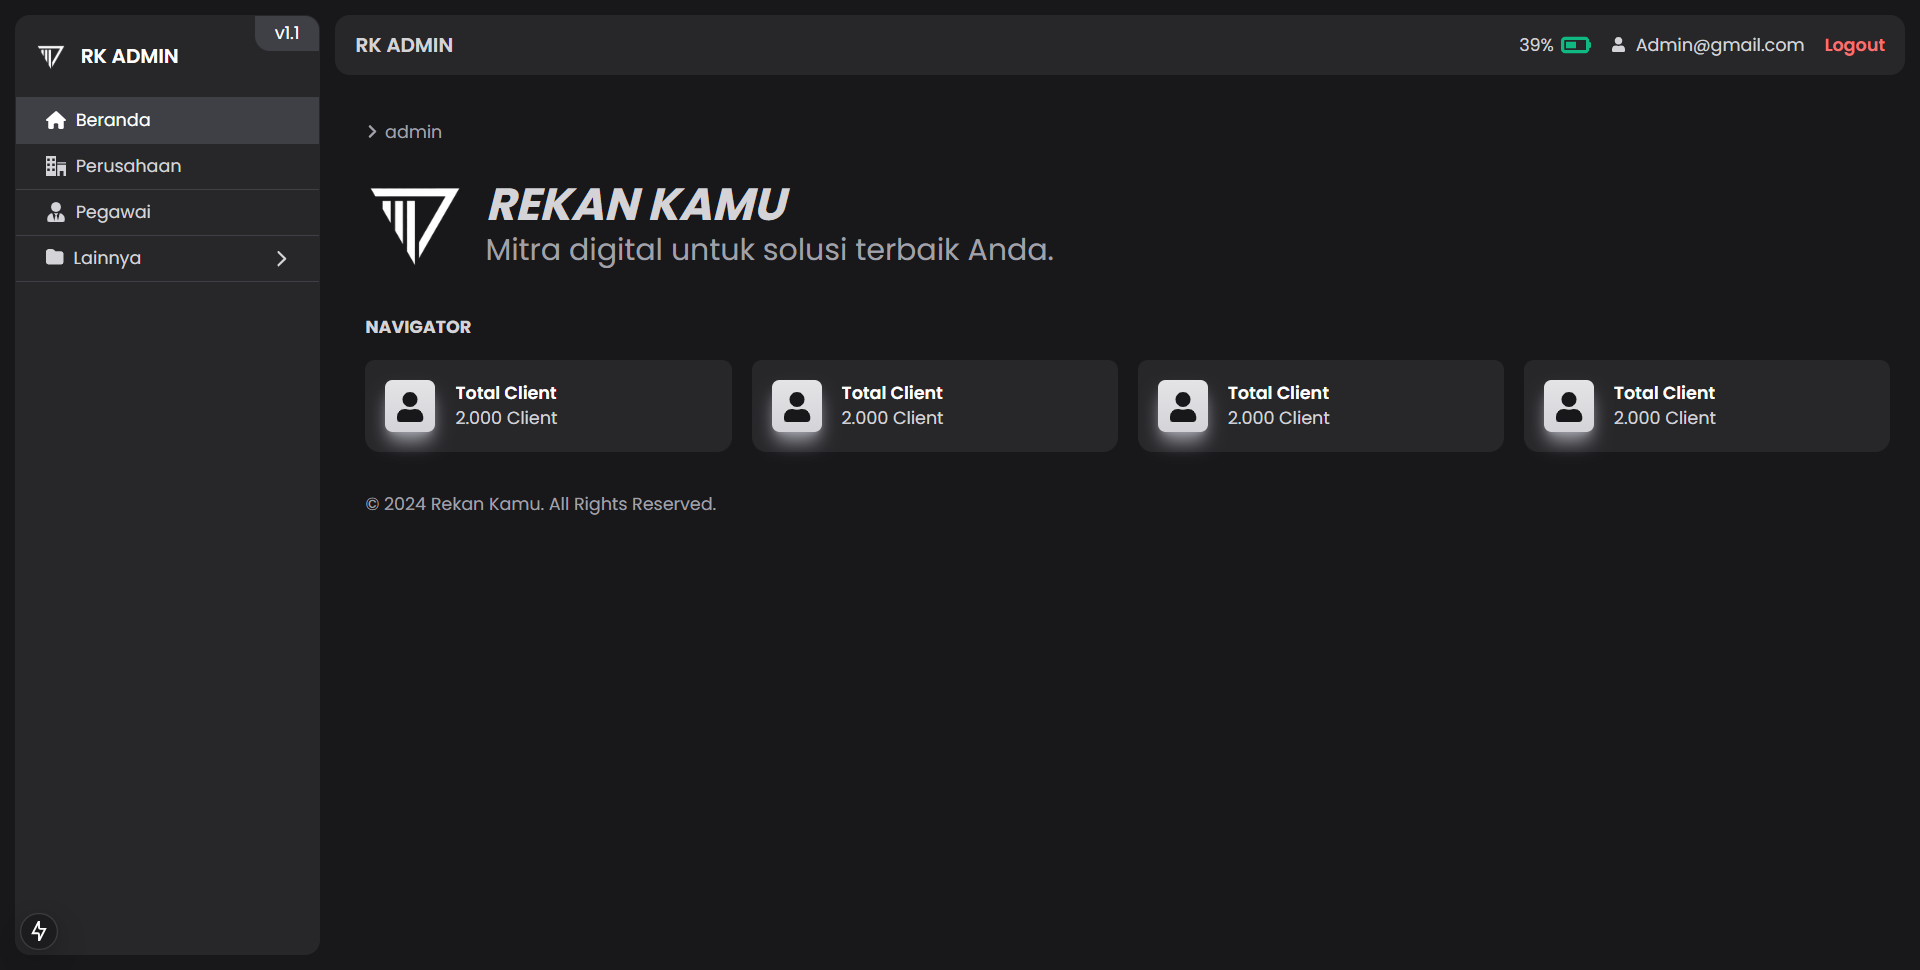 v1.1
RK ADMIN
Beranda
Perusahaan
Pegawai
Lainnya
RK ADMIN
39%
Admin@gmail.com
Logout
admin
REKAN KAMU
Mitra digital untuk solusi terbaik Anda.
NAVIGATOR
Total Client
2.000 Client
Total Client
2.000 Client
Total Client
2.000 Client
Total Client
2.000 Client
© 2024 Rekan Kamu. All Rights Reserved.